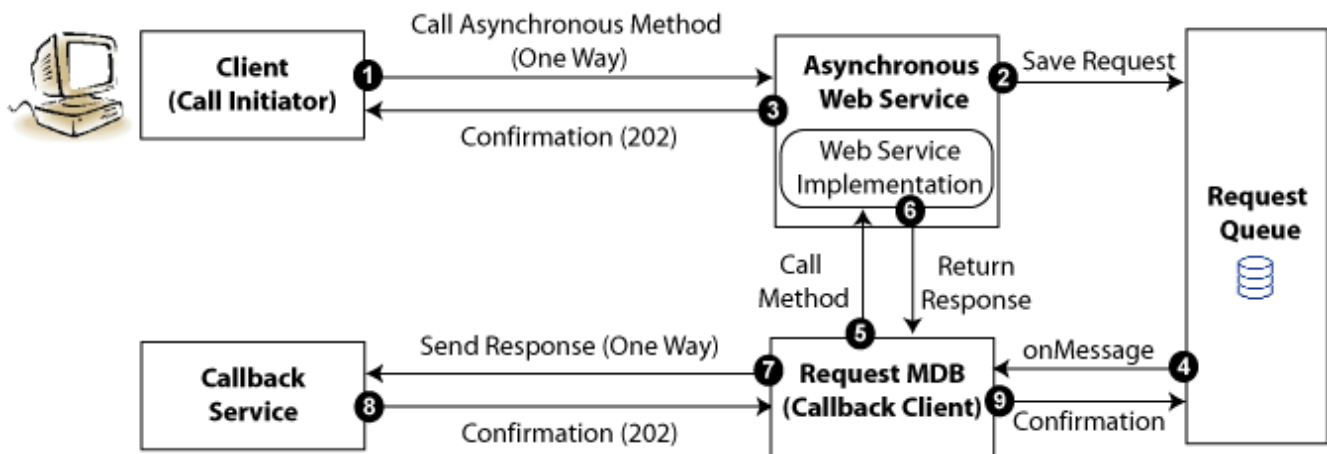 Call Asynchronous Method
(One Way)
Client
(Call Initiator)
1
3
Confirmation (202)
Asynchronous
Web Service
2
Save Request
Web Service
Implementation
6
Request
Queue
Call
Method
Return
Response
5
Send Response (One Way)
Callback
Service
7
8
Confirmation (202)
Request MDB
(Callback Client)
onMessage
4
9
Confirmation